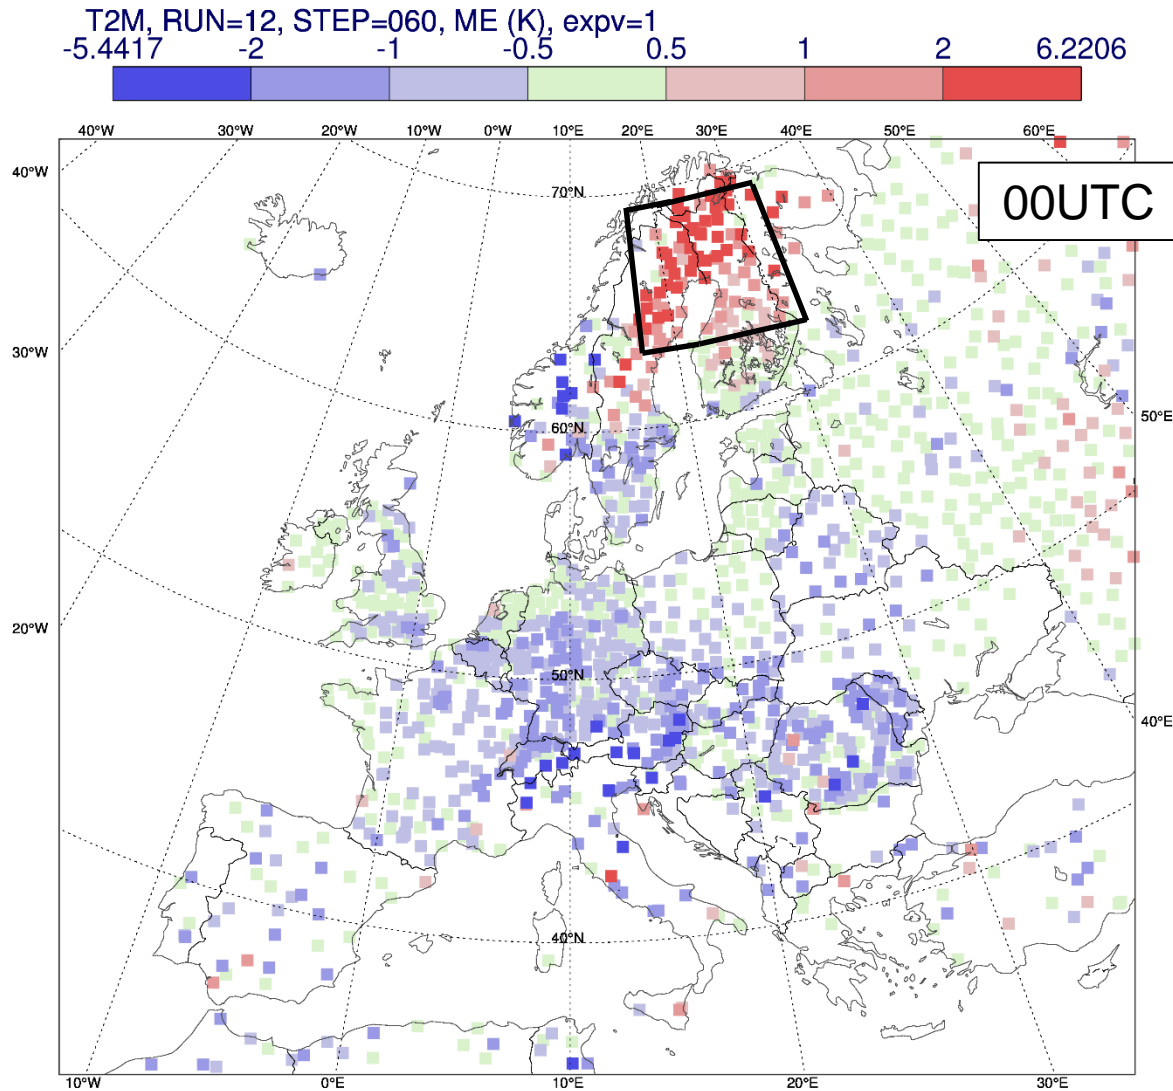 T2M, RUN=12, STEP=060, ME (K), expv=1
-5.4417 -2 -1 -0.5 0.5 1 2 6.2206
40°W 30°W 20°W 10°W 0°W 10°E 20°E 30°E 40°E 50°E 60°E
40°W
70°N
00UTC
30°W
50°E
60°N
20°W
50°N
40°E
40°N
10°W 0°E 10°E 20°E 30°E